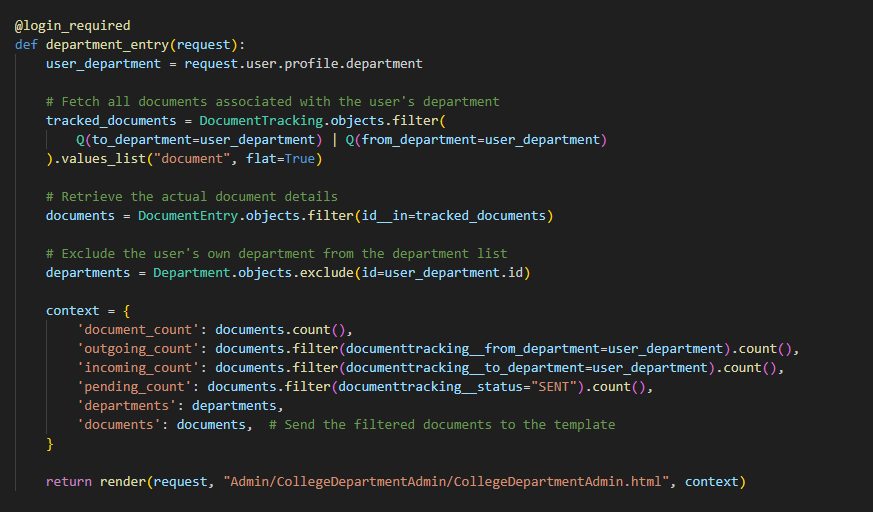 @login_required
def department_entry(request):
    user_department = request.user.profile.department

    # Fetch all documents associated with the user's department
    tracked_documents = DocumentTracking.objects.filter(
        Q(to_department=user_department) | Q(from_department=user_department)
    ).values_list("document", flat=True)

    # Retrieve the actual document details
    documents = DocumentEntry.objects.filter(id__in=tracked_documents)

    # Exclude the user's own department from the department list
    departments = Department.objects.exclude(id=user_department.id)

    context = {
        'document_count': documents.count(),
        'outgoing_count': documents.filter(documenttracking__from_department=user_department).count(),
        'incoming_count': documents.filter(documenttracking__to_department=user_department).count(),
        'pending_count': documents.filter(documenttracking__status="SENT").count(),
        'departments': departments,
        'documents': documents,  # Send the filtered documents to the template
    }

    return render(request, "Admin/CollegeDepartmentAdmin/CollegeDepartmentAdmin.html", context)